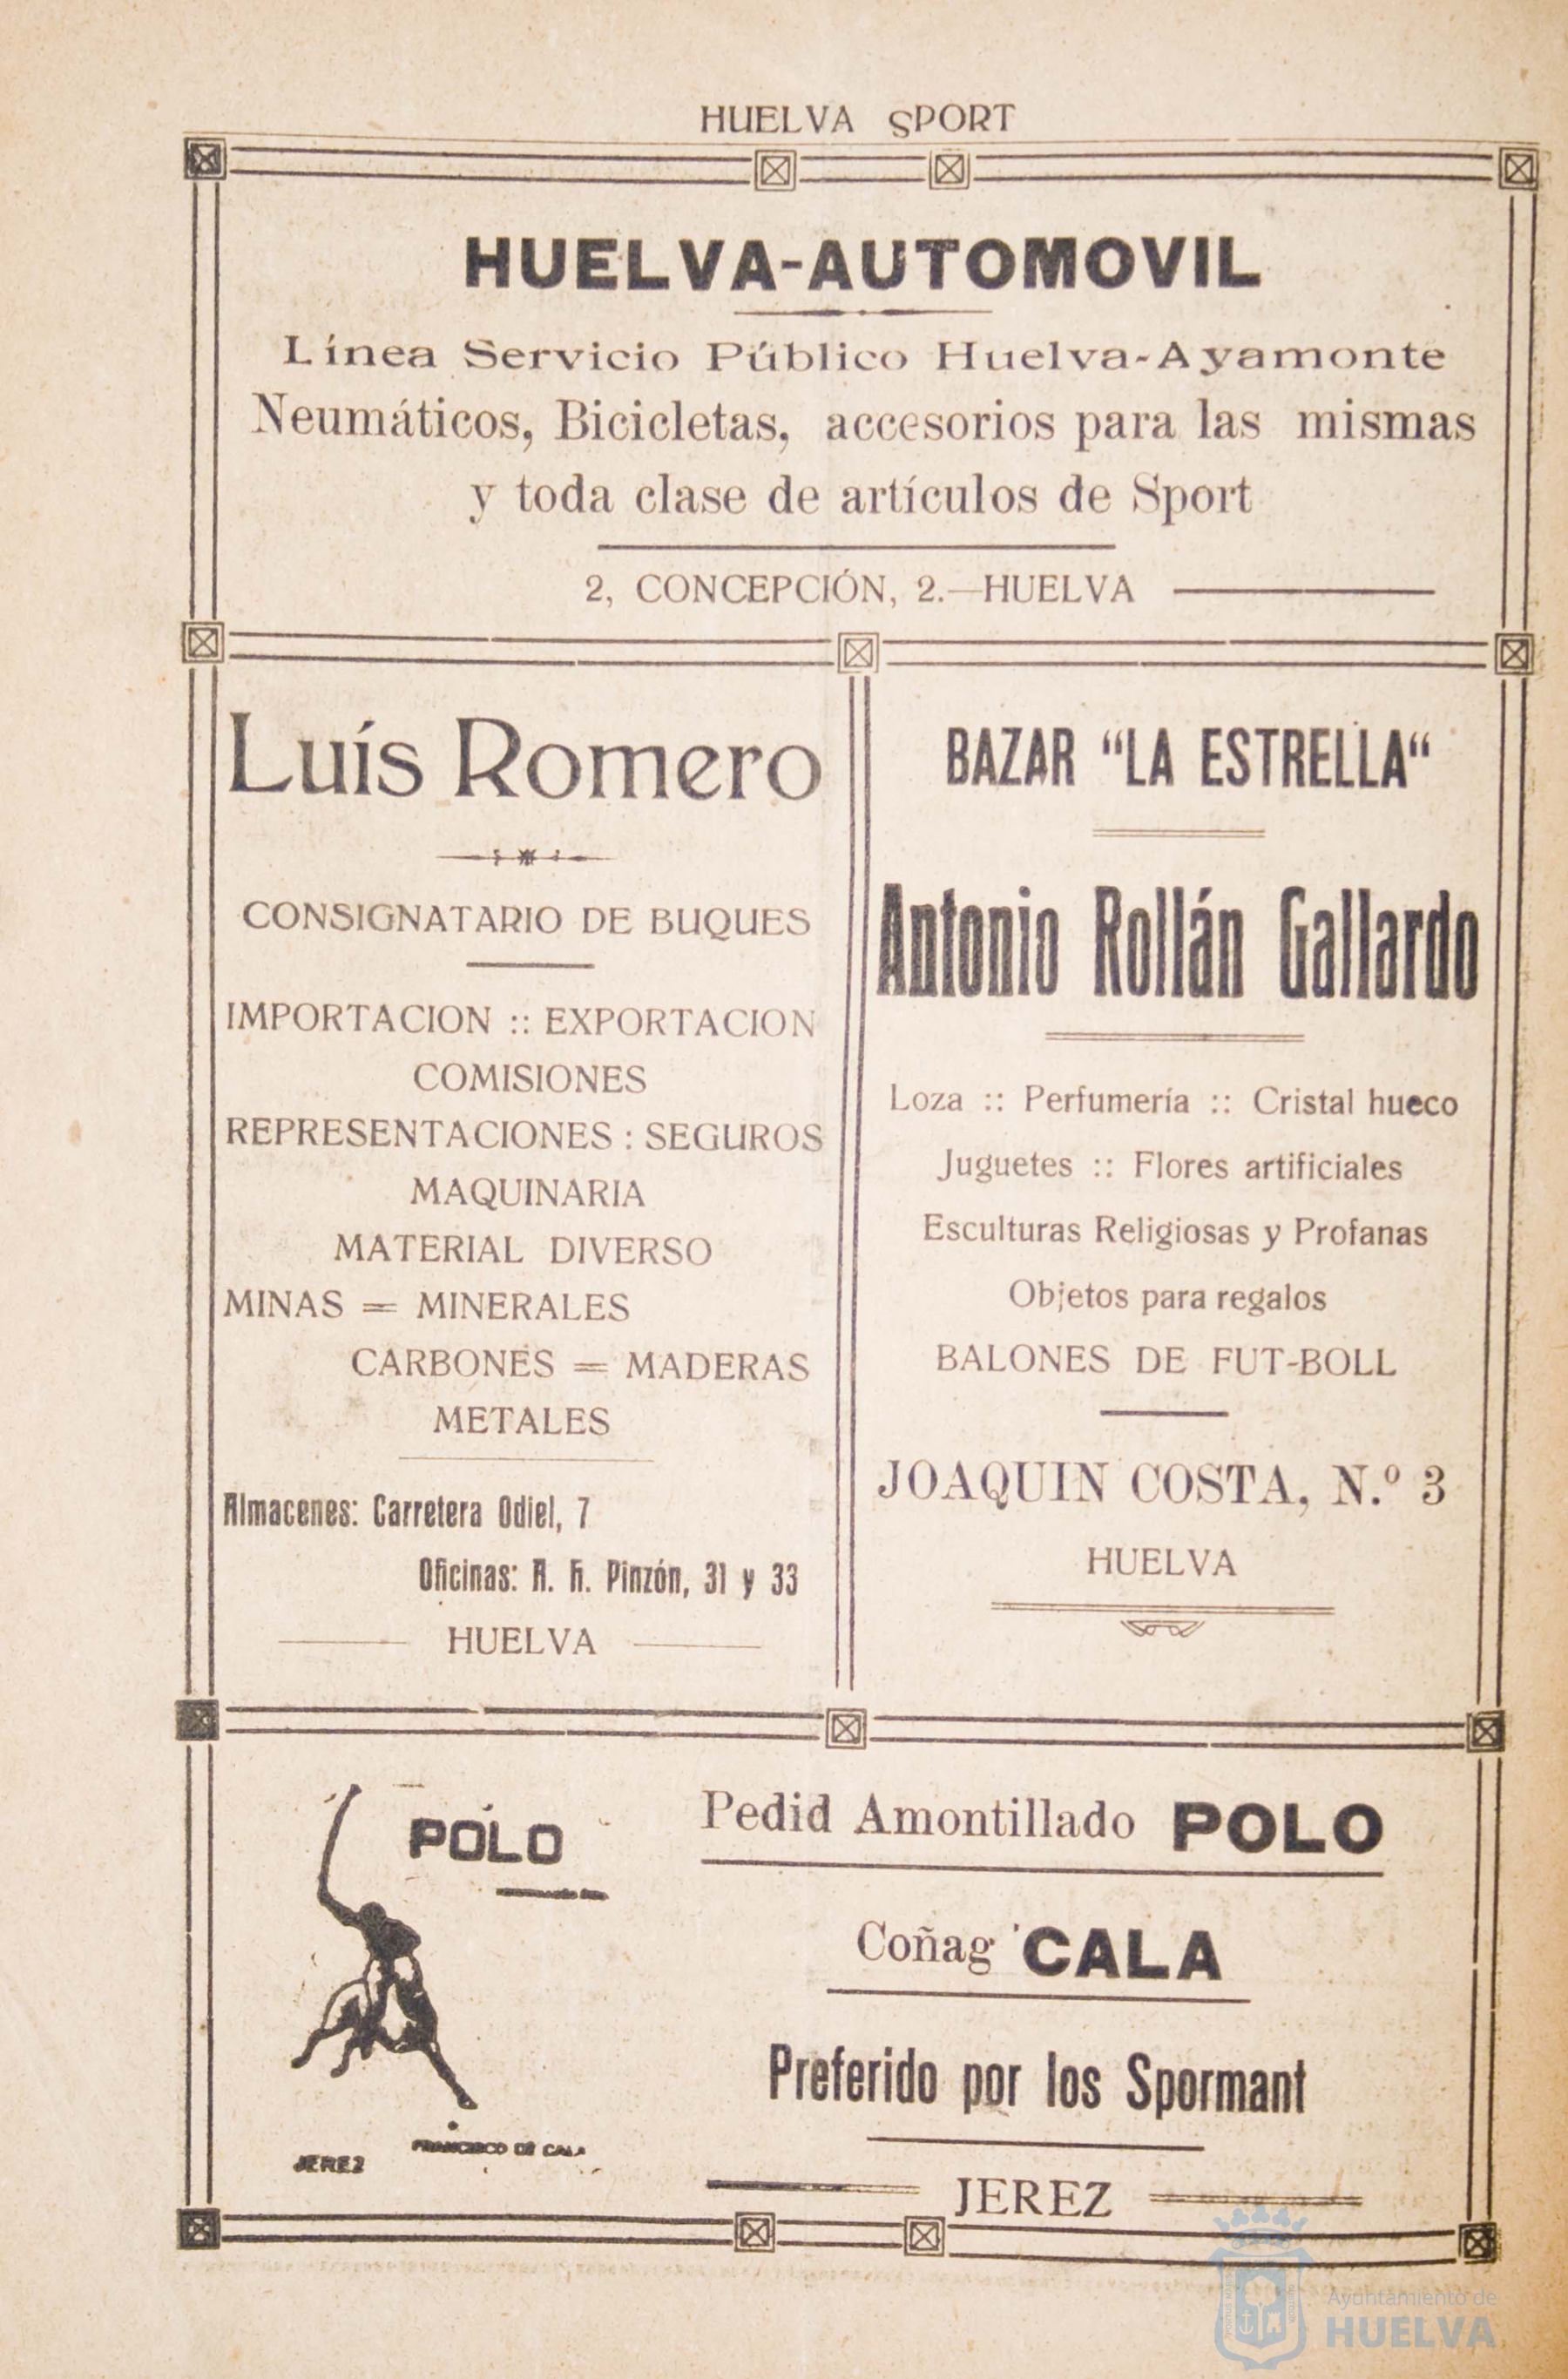 HUELVA SPORT
HUELVA-AUTOMOVIL
Línea Servicio Público Huelva-Ayamonte
Neumáticos, Bicicletas, accesorios para las mismas
y toda clase de artículos de Sport
2, CONCEPCIÓN, 2.—HUELVA
Luís Romero
CONSIGNATARIO DE BUQUES
IMPORTACION :: EXPORTACION
COMISIONES
REPRESENTACIONES : SEGUROS
MAQUINARIA
MATERIAL DIVERSO
MINAS = MINERALES
CARBONES = MADERAS
METALES
Almacenes: Carretera Odiel, 7
Oficinas: A. H. Pinzón, 31 y 33
HUELVA
BAZAR "LA ESTRELLA"
Antonio Rollán Gallardo
Loza :: Perfumería :: Cristal hueco
Juguetes :: Flores artificiales
Esculturas Religiosas y Profanas
Objetos para regalos
BALONES DE FUT-BOLL
JOAQUIN COSTA, N.º 3
HUELVA
POLO
FRANCISCO DE CALA
JEREZ
Pedid Amontillado POLO
Coñag CALA
Preferido por los Spormant
JEREZ
Ayuntamiento de
HUELVA